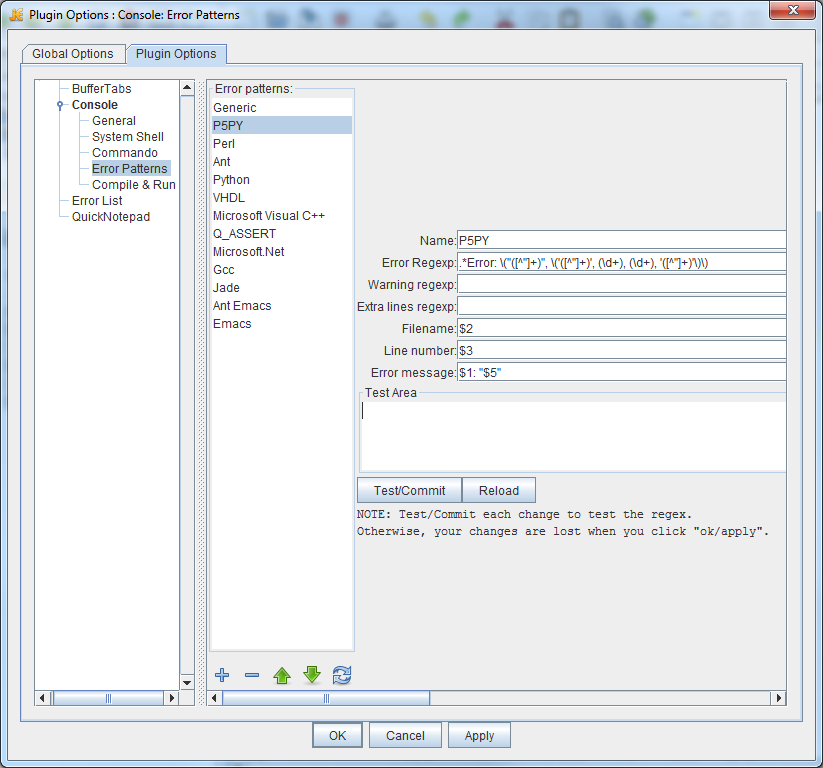 Plugin Options : Console: Error Patterns
Global Options
Plugin Options
BufferTabs
Console
General
System Shell
Commando
Error Patterns
Compile & Run
Error List
QuickNotepad
Error patterns:
Generic
P5PY
Perl
Ant
Python
VHDL
Microsoft Visual C++
Q_ASSERT
Microsoft.Net
Gcc
Jade
Ant Emacs
Emacs
Name: P5PY
Error Regexp: .*Error: \("([^"]+)", \('([^"]+)', (\d+), (\d+), '([^"]+)'\)\)
Warning regexp:
Extra lines regexp:
Filename: $2
Line number: $3
Error message: $1: "$5"
Test Area
Test/Commit
Reload
NOTE: Test/Commit each change to test the regex.
Otherwise, your changes are lost when you click "ok/apply".
OK
Cancel
Apply